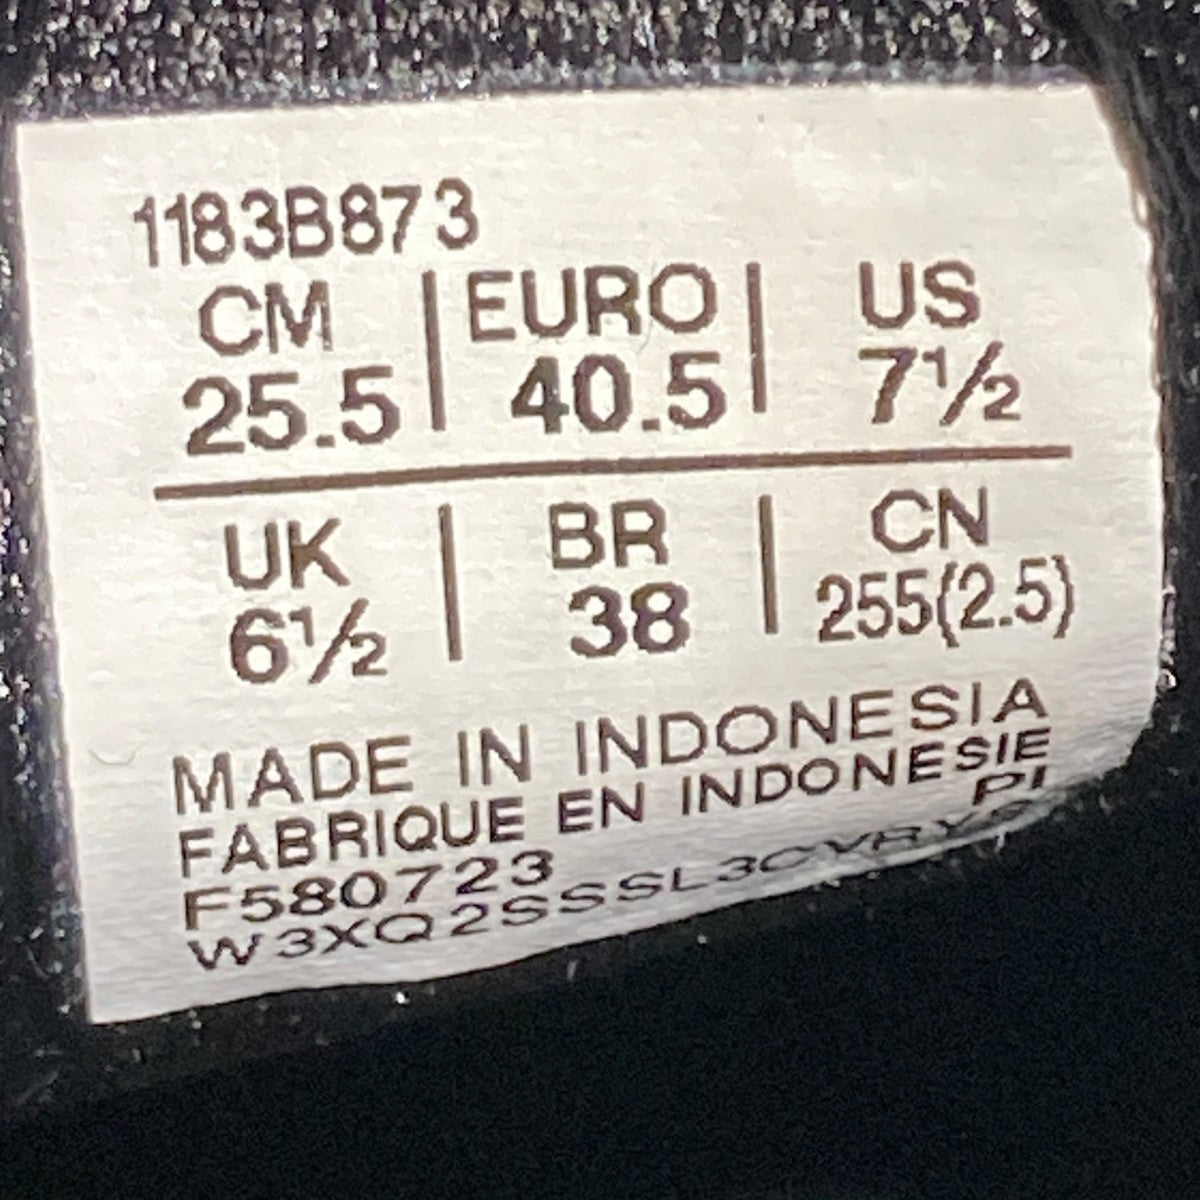 1183B873
CM | EURO | US
25.5 | 40.5 | 7½
UK | BR | CN
6½ | 38 | 255(2.5)
MADE IN INDONESIA
FABRIQUE EN INDONESIE
F580723 PI